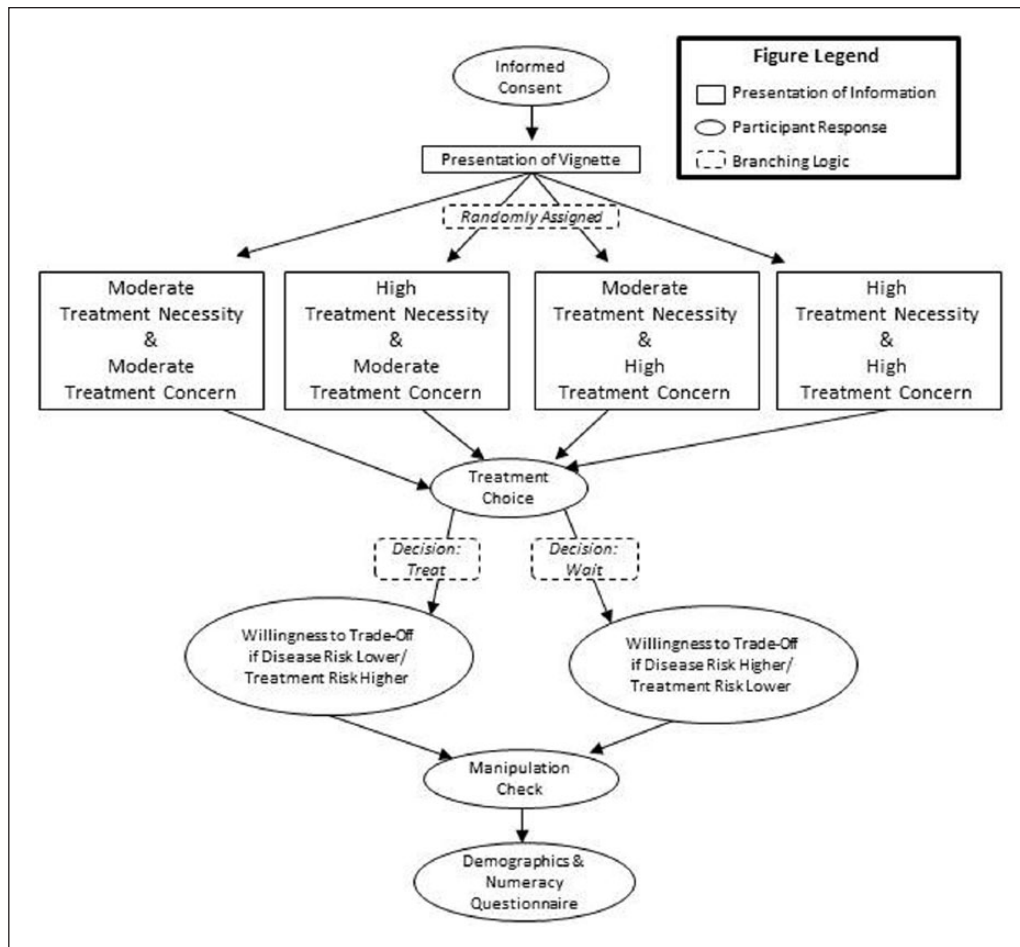 Informed
Consent
Figure Legend
Presentation of Information
Participant Response
Branching Logic
Presentation of Vignette
Randomly Assigned
Moderate
Treatment Necessity
&
Moderate
Treatment Concern
High
Treatment Necessity
&
Moderate
Treatment Concern
Moderate
Treatment Necessity
&
High
Treatment Concern
High
Treatment Necessity
&
High
Treatment Concern
Treatment
Choice
Decision:
Treat
Decision:
Wait
Willingness to Trade-Off
if Disease Risk Lower/
Treatment Risk Higher
Willingness to Trade-Off
if Disease Risk Higher/
Treatment Risk Lower
Manipulation
Check
Demographics &
Numeracy
Questionnaire